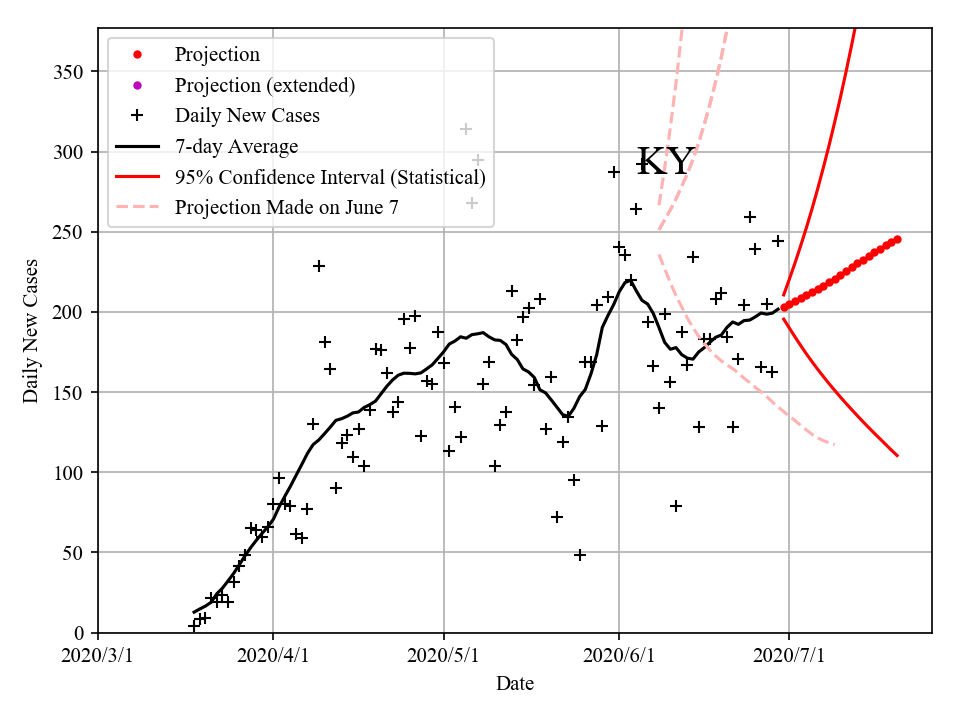 Projection
Projection (extended)
Daily New Cases
7-day Average
95% Confidence Interval (Statistical)
Projection Made on June 7
KY
350
300
250
200
150
100
50
0
Daily New Cases
2020/3/1 2020/4/1 2020/5/1 2020/6/1 2020/7/1
Date